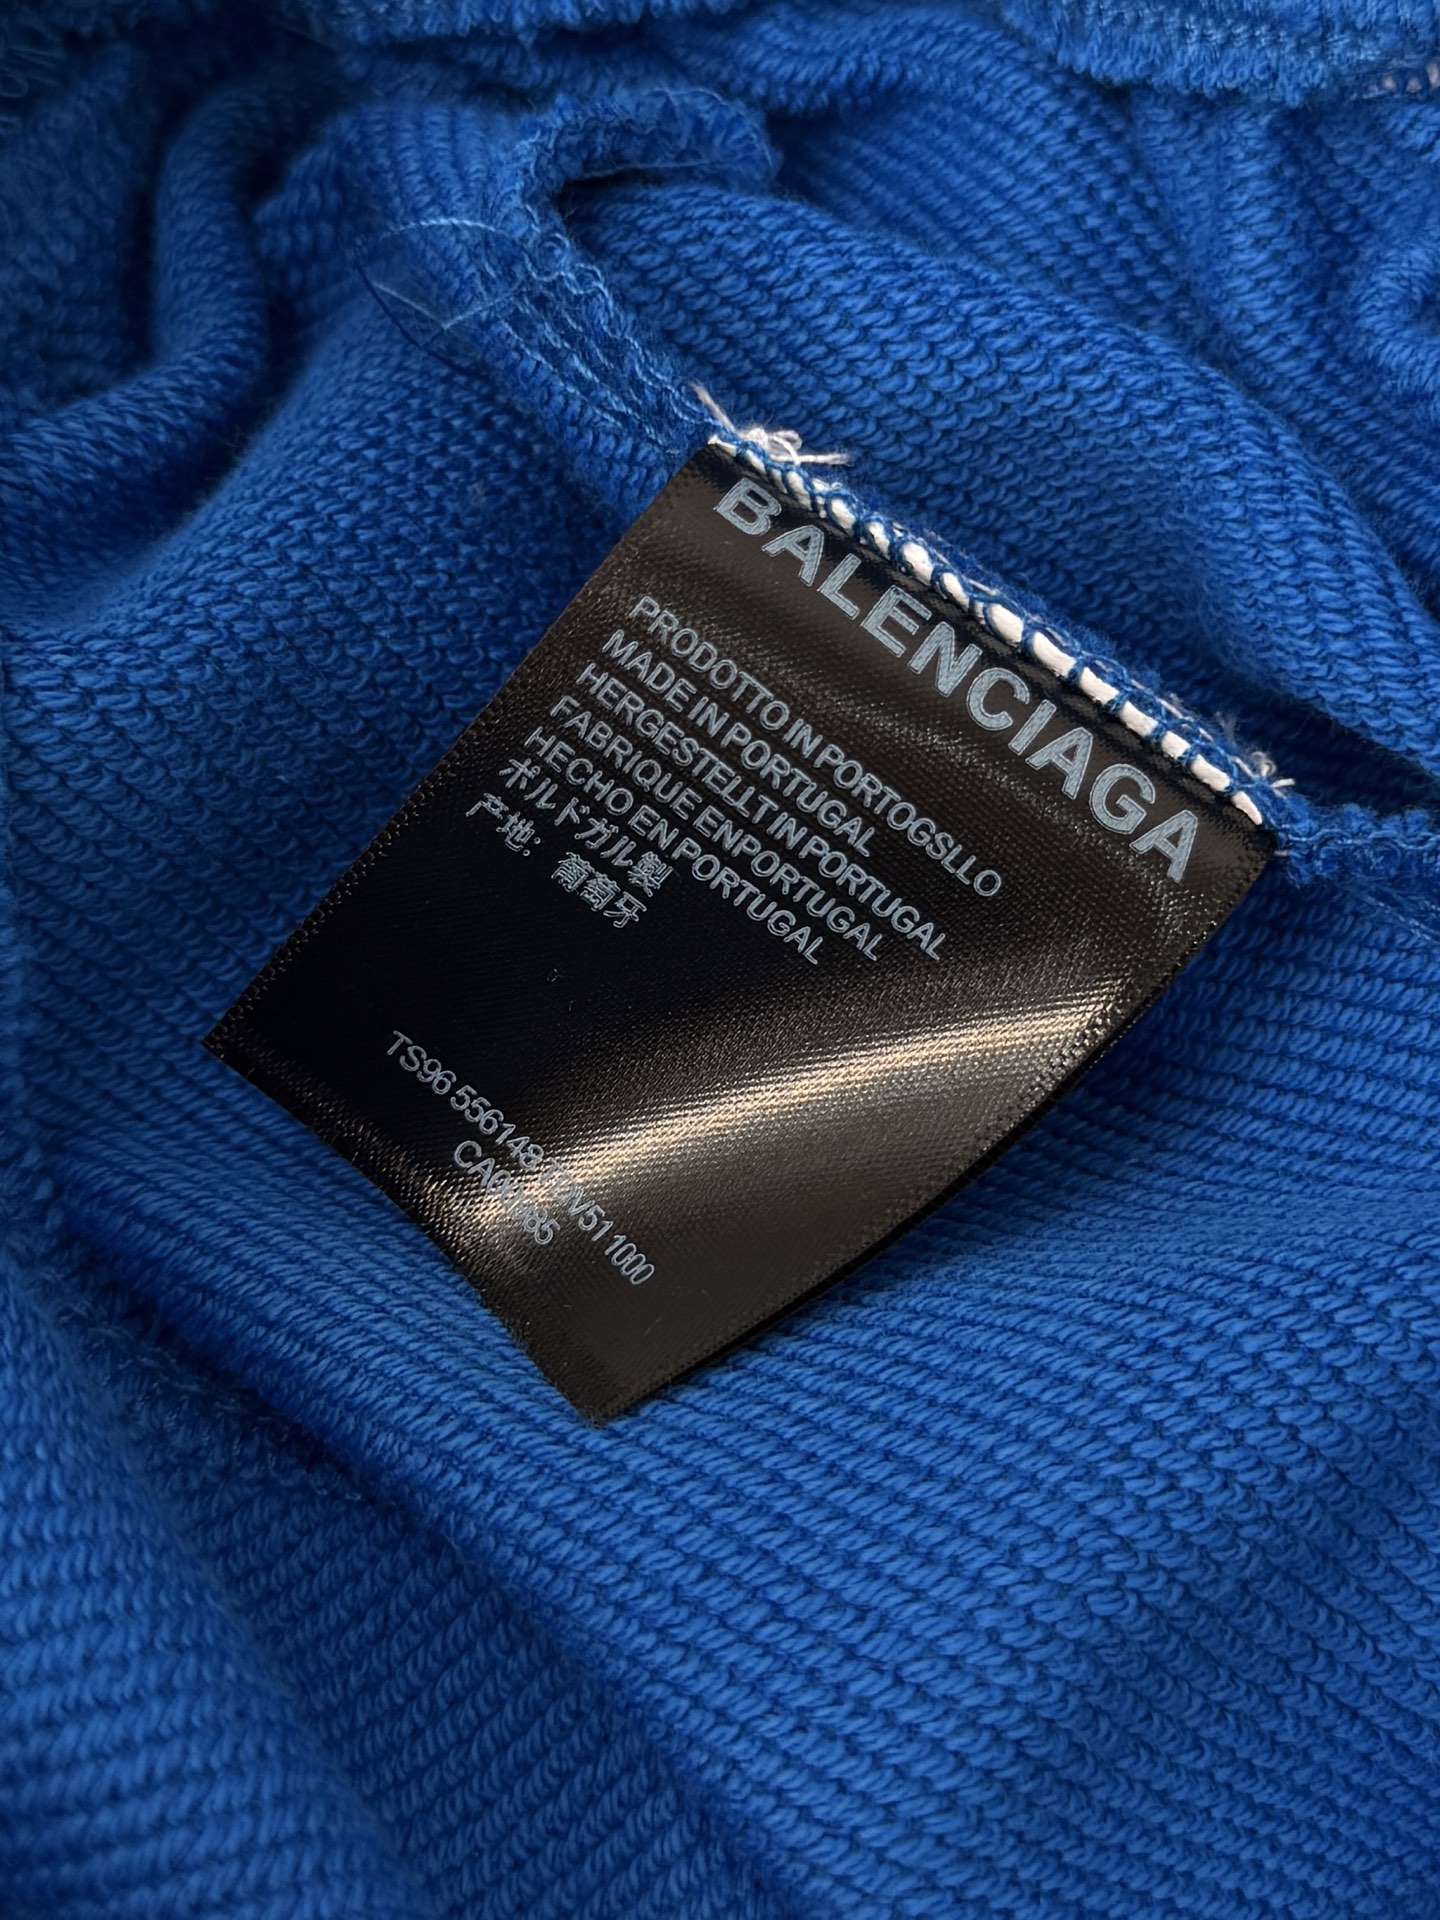 BALENCIAGA
PRODOTTO IN PORTOGSLLO
MADE IN PORTUGAL
HERGESTELLT IN PORTUGAL
FABRIQUE ENPORTUGAL
HECHO EN PORTUGAL
ポルドガル製
产地：葡萄牙
TS96 556148